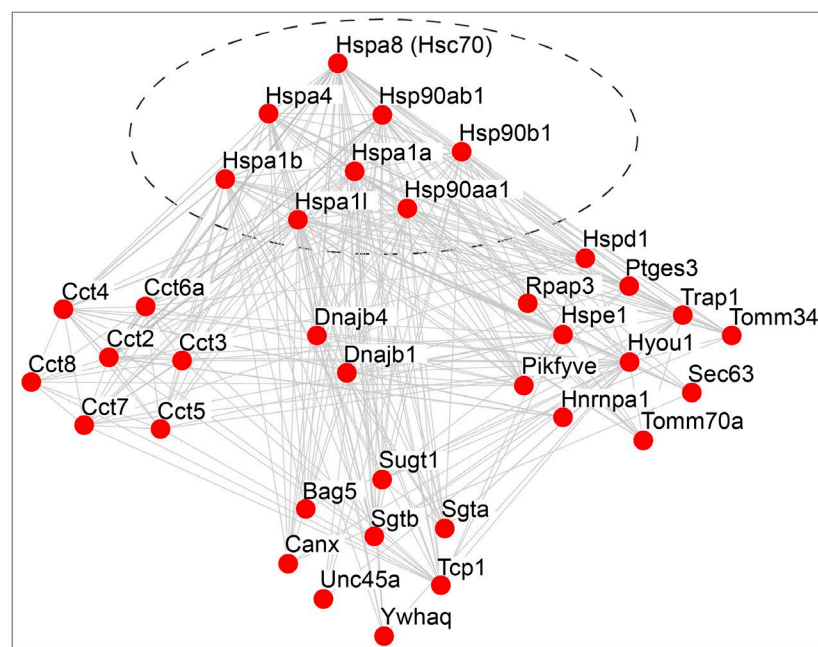 Hspa8 (Hsc70)
Hspa4
Hsp90ab1
Hsp90b1
Hspa1b
Hspa1a
Hspa1l
Hsp90aa1
Hspd1
Ptges3
Cct4
Cct6a
Rpap3
Trap1
Tomm34
Dnajb4
Hspe1
Cct2
Cct3
Hyou1
Cct8
Dnajb1
Pikfyve
Sec63
Cct7
Cct5
Hnrnpa1
Tomm70a
Sugt1
Bag5
Sgtb
Sgta
Canx
Unc45a
Tcp1
Ywhaq